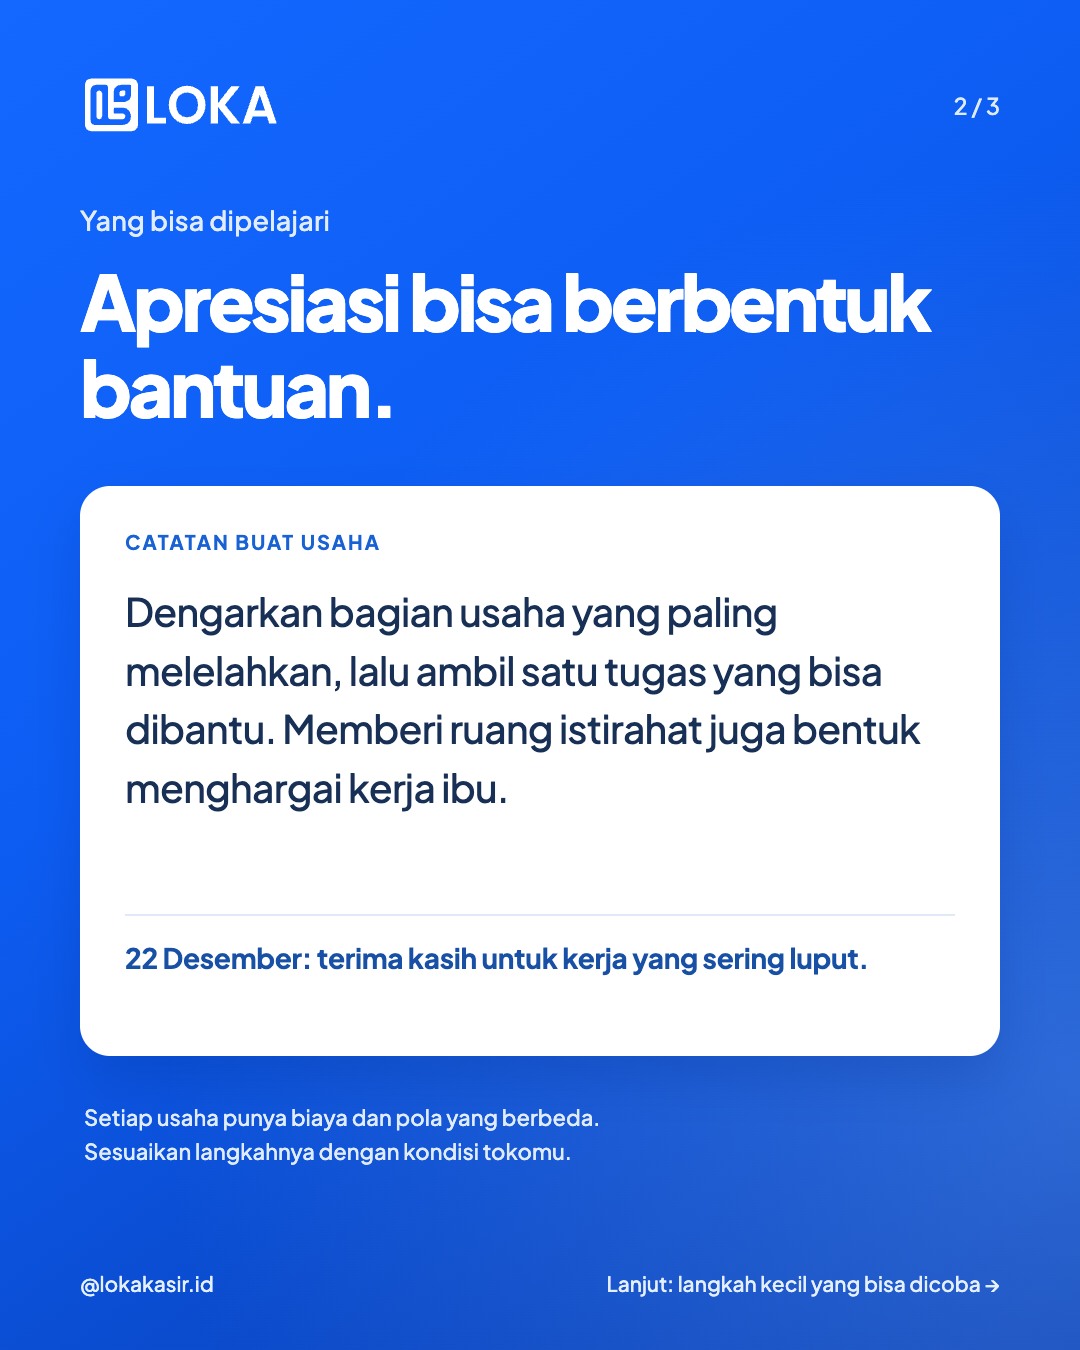 LOKA
2 / 3
Yang bisa dipelajari
Apresiasi bisa berbentuk
bantuan.
CATATAN BUAT USAHA
Dengarkan bagian usaha yang paling
melelahkan, lalu ambil satu tugas yang bisa
dibantu. Memberi ruang istirahat juga bentuk
menghargai kerja ibu.
22 Desember: terima kasih untuk kerja yang sering luput.
Setiap usaha punya biaya dan pola yang berbeda.
Sesuaikan langkahnya dengan kondisi tokomu.
@lokakasir.id
Lanjut: langkah kecil yang bisa dicoba →